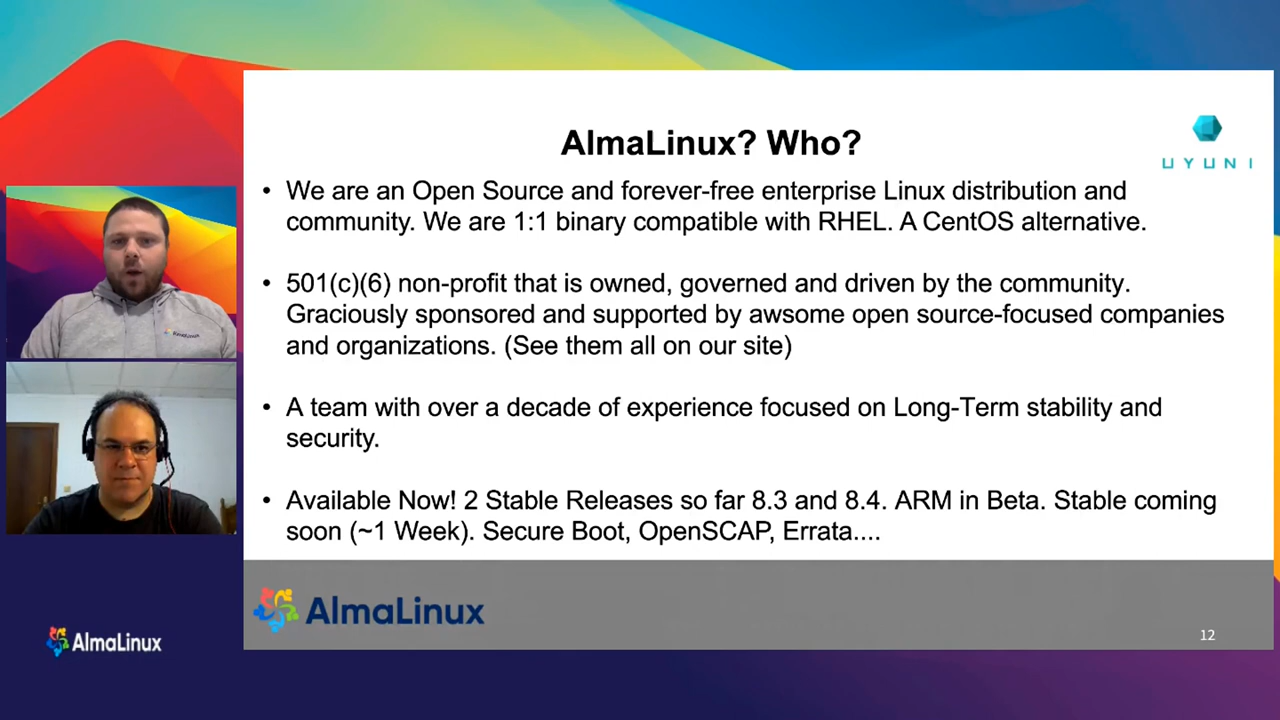 AlmaLinux? Who?
UYUNI
• We are an Open Source and forever-free enterprise Linux distribution and
community. We are 1:1 binary compatible with RHEL. A CentOS alternative.
• 501(c)(6) non-profit that is owned, governed and driven by the community.
Graciously sponsored and supported by awsome open source-focused companies
and organizations. (See them all on our site)
• A team with over a decade of experience focused on Long-Term stability and
security.
• Available Now! 2 Stable Releases so far 8.3 and 8.4. ARM in Beta. Stable coming
soon (~1 Week). Secure Boot, OpenSCAP, Errata....
AlmaLinux
12
AlmaLinux
AlmaLinux